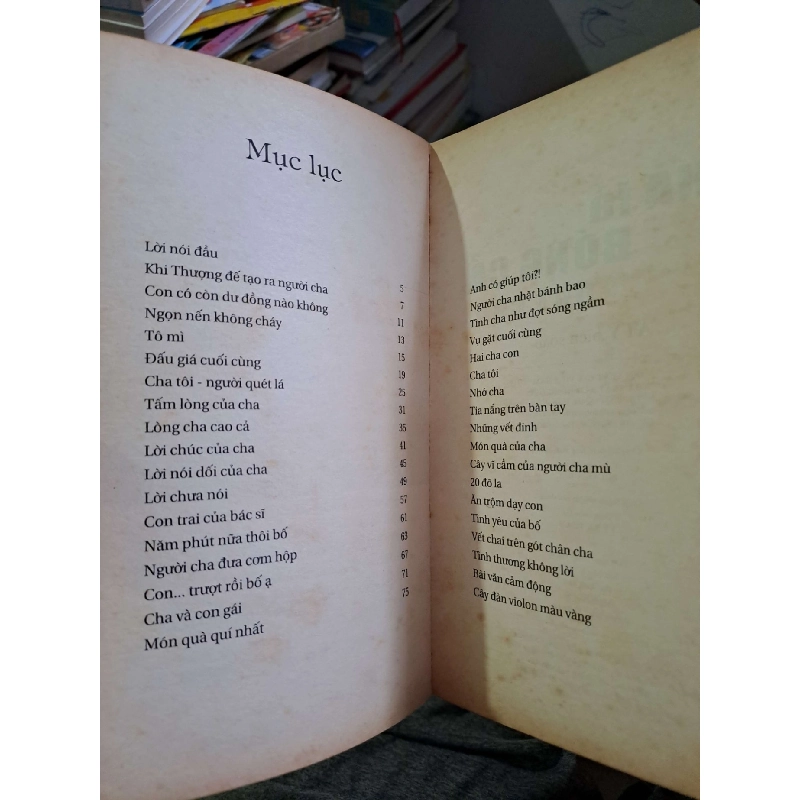 Mục lục
Lời nói đầu
Khi Thượng đế tạo ra người cha 5
Con có còn dư đồng nào không 7
Ngọn nến không cháy 11
Tô mì 13
Đấu giá cuối cùng 15
Cha tôi - người quét lá 19
Tấm lòng của cha 25
Lòng cha cao cả 31
Lời chúc của cha 35
Lời nói dối của cha 41
Lời chưa nói 45
Con trai của bác sĩ 49
Năm phút nữa thôi bố 57
Người cha đưa cơm hộp 61
Con... trượt rồi bố ạ 63
Cha và con gái 67
Món quà quí nhất 71
75
Anh có giúp tôi?!
Người cha nhặt bánh bao
Tình cha như đợt sóng ngầm
Vụ gặt cuối cùng
Hai cha con
Cha tôi
Nhớ cha
Tia nắng trên bàn tay
Những vết đinh
Món quà của cha
Cây vĩ cầm của người cha mù
20 đô la
Ăn trộm dạy con
Tình yêu của bố
Vết chai trên gót chân cha
Tình thương không lời
Bài văn cảm động
Cây đàn violon màu vàng